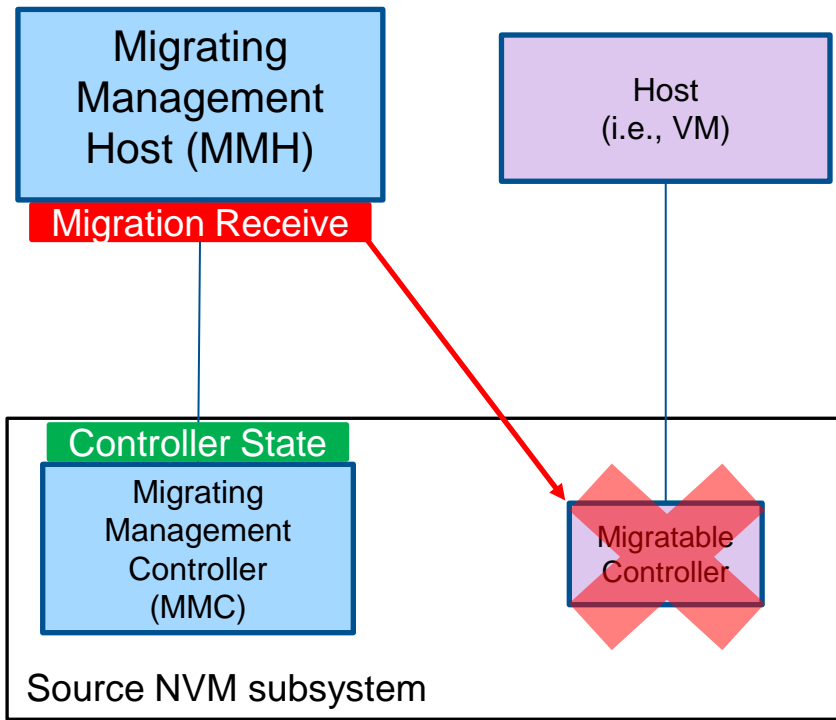 Migrating
Management
Host (MMH)
Migration Receive
Host
(i.e., VM)
Controller State
Migrating
Management
Controller
(MMC)
Migratable
Controller
Source NVM subsystem